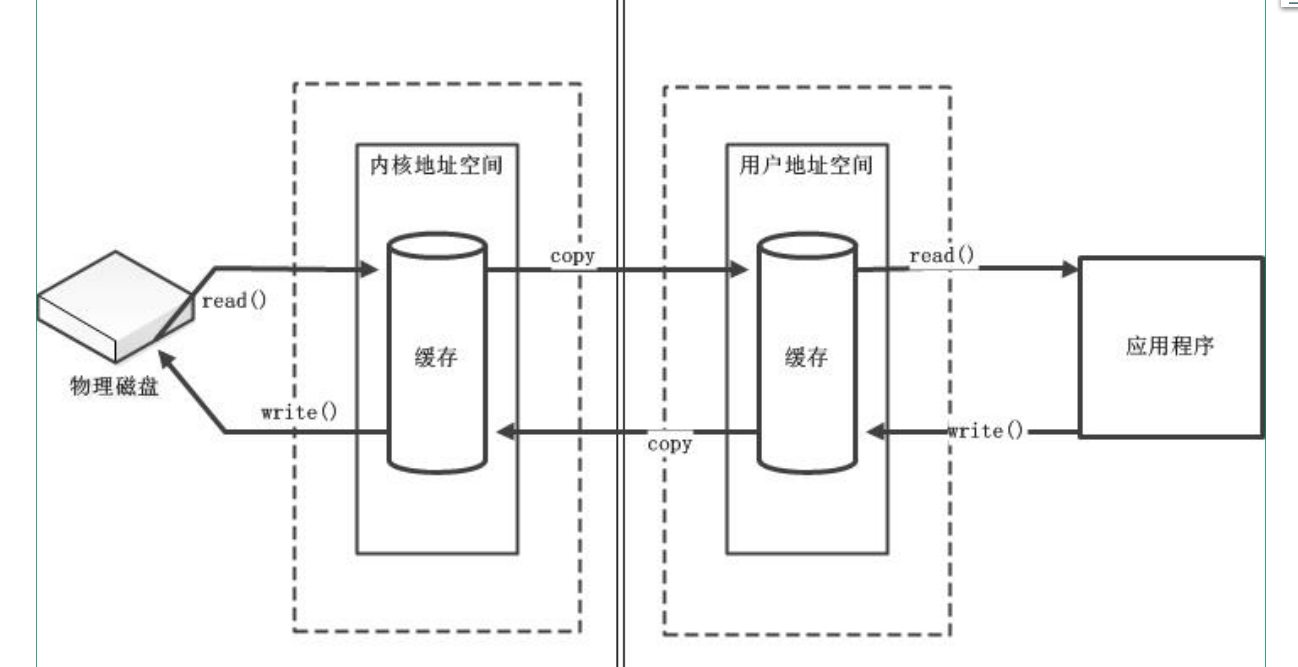 内核地址空间
用户地址空间
copy
read()
read()
缓存
缓存
应用程序
物理磁盘
write()
copy
write()